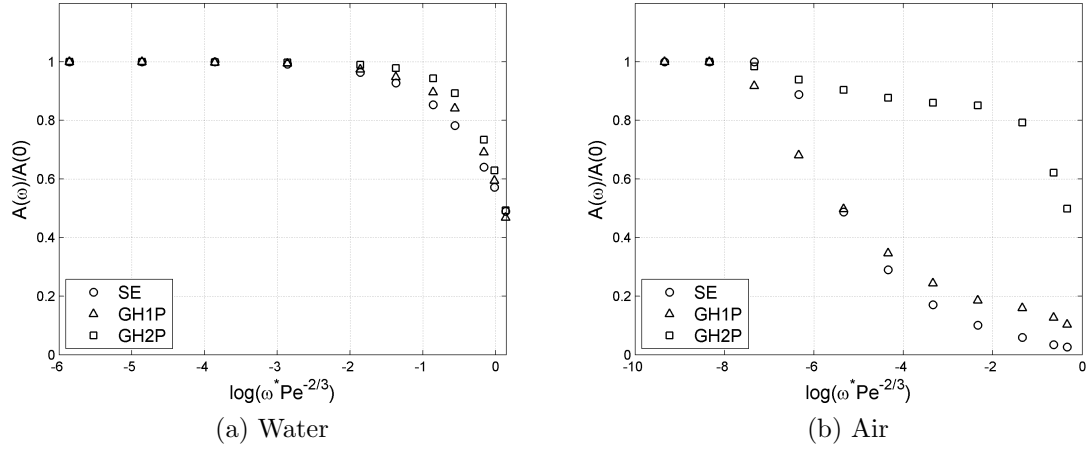 1
0.8
0.6
0.4
0.2
0
A(ω)/A(0)
SE
GH1P
GH2P
-6 -5 -4 -3 -2 -1 0
log(ω*Pe-2/3)
(a) Water
1
0.8
0.6
0.4
0.2
0
A(ω)/A(0)
SE
GH1P
GH2P
-10 -8 -6 -4 -2 0
log(ω*Pe-2/3)
(b) Air